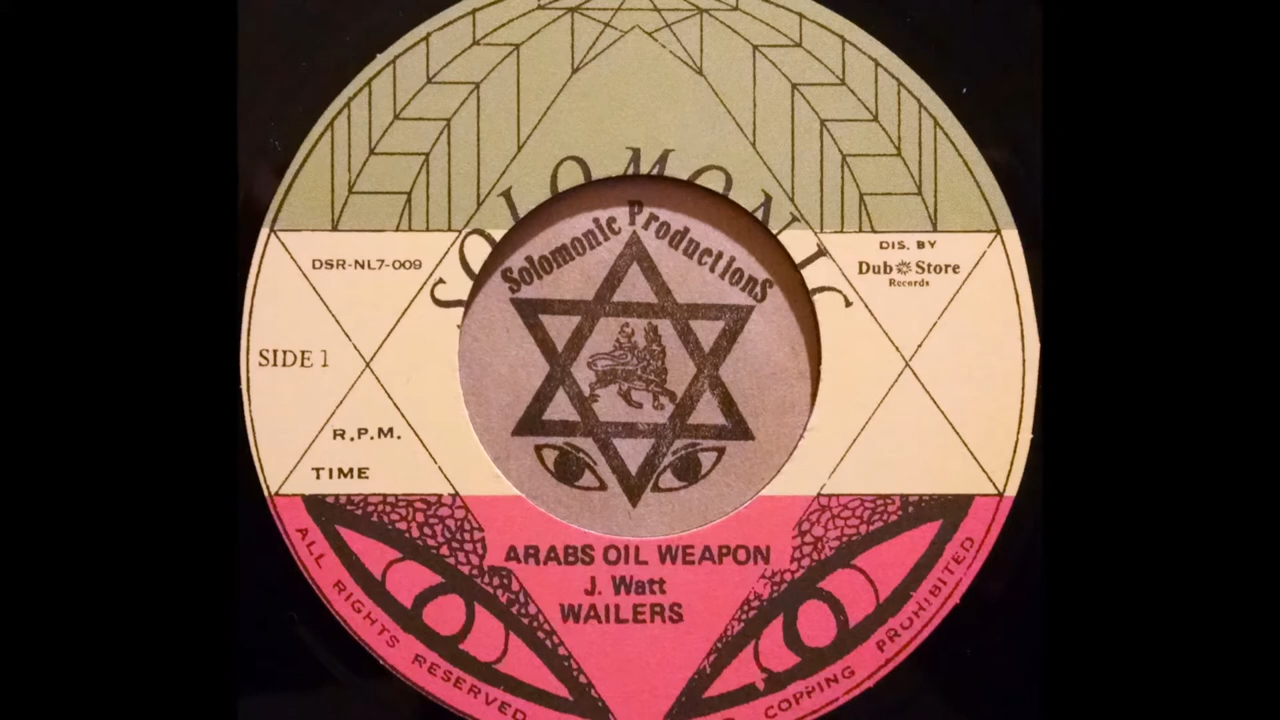 SOLOMONIC
Solomonic ProductionS
DSR-NL7-009
DIS. BY
Dub Store
Records
SIDE 1
R.P.M.
TIME
ARABS OIL WEAPON
J. Watt
WAILERS
ALL RIGHTS RESERVED
COPPING PROHIBITED